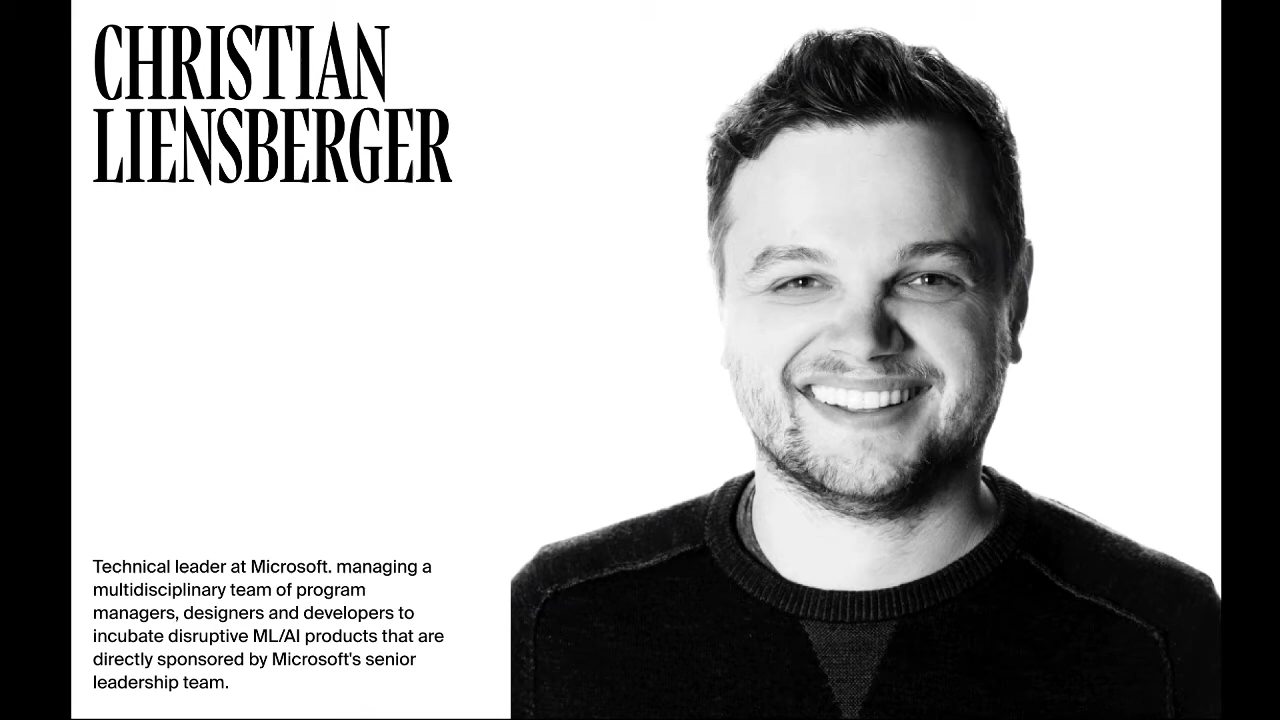 CHRISTIAN
LIENSBERGER
Technical leader at Microsoft. managing a
multidisciplinary team of program
managers, designers and developers to
incubate disruptive ML/AI products that are
directly sponsored by Microsoft's senior
leadership team.